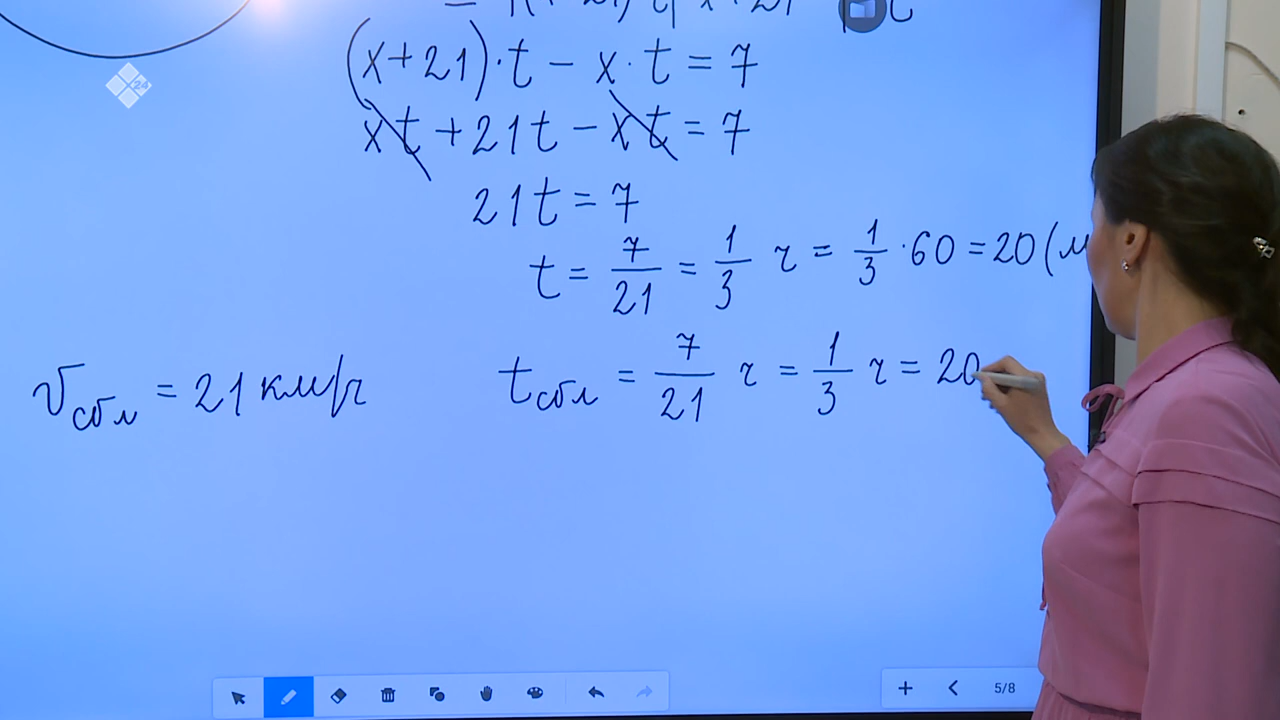 (x+21)·t − x·t = 7
xt + 21t − xt = 7
21t = 7
t = 7/21 = 1/3 ч = 1/3 · 60 = 20 (м
vсбл = 21 км/ч
tсбл = 7/21 ч = 1/3 ч = 20
24
5/8